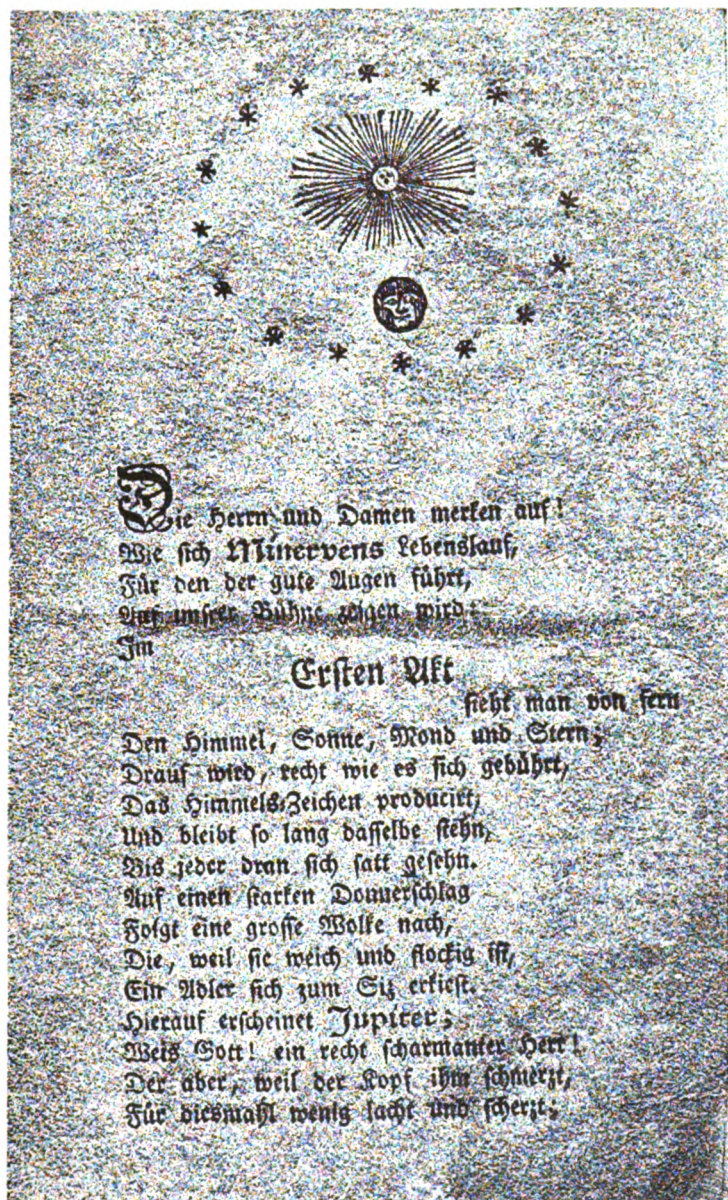 Die Herrn und Damen merken auf!
Wie sich Minervens Lebenslauf,
Für den der gute Augen führt,
Auf unsrer Bühne zeigen wird:
Im
Ersten Akt
sieht man von fern
Den Himmel, Sonne, Mond und Stern;
Drauf wird, recht wie es sich gebührt,
Das Himmels-Zeichen producirt,
Und bleibt so lang dasselbe stehn,
Bis jeder dran sich satt gesehn.
Auf einen starken Donnerschlag
Folgt eine grosse Wolke nach,
Die, weil sie weich und flockig ist,
Ein Adler sich zum Siz erkiest.
Hierauf erscheinet Jupiter;
Weis Gott! ein recht scharmanter Herr!
Der aber, weil der Kopf ihm schmerzt,
Für diesmahl wenig lacht und scherzt;